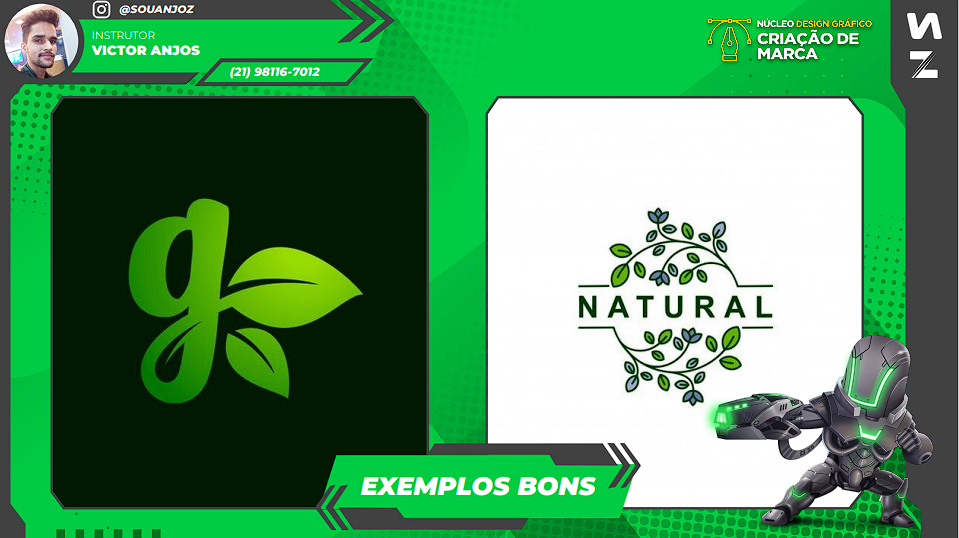 @SOUANJOZ
INSTRUTOR
VICTOR ANJOS
(21) 98116-7012
NÚCLEO DESIGN GRÁFICO
CRIAÇÃO DE
MARCA
g
NATURAL
EXEMPLOS BONS